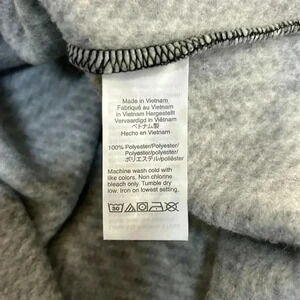 Made in Vietnam
Fabriqué au Vietnam
In Vietnam Hergestellt
Vervaardigd in Vietnam
ベトナム製
Hecho en Vietnam
100% Polyester/Polyester/
Polyester/polyester/
ポリエステル/poliéster
Machine wash cold with
like colors. Non chlorine
bleach only. Tumble dry
low. Iron on lowest setting.
30